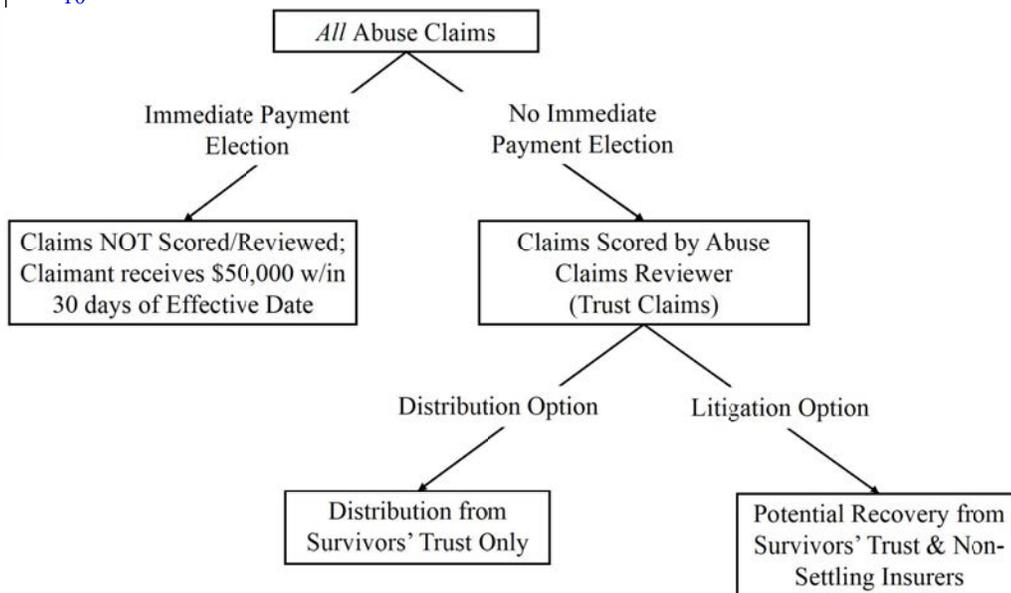 10
All Abuse Claims
Immediate Payment
Election
No Immediate
Payment Election
Claims NOT Scored/Reviewed;
Claimant receives $50,000 w/in
30 days of Effective Date
Claims Scored by Abuse
Claims Reviewer
(Trust Claims)
Distribution Option
Litigation Option
Distribution from
Survivors' Trust Only
Potential Recovery from
Survivors' Trust & Non-
Settling Insurers